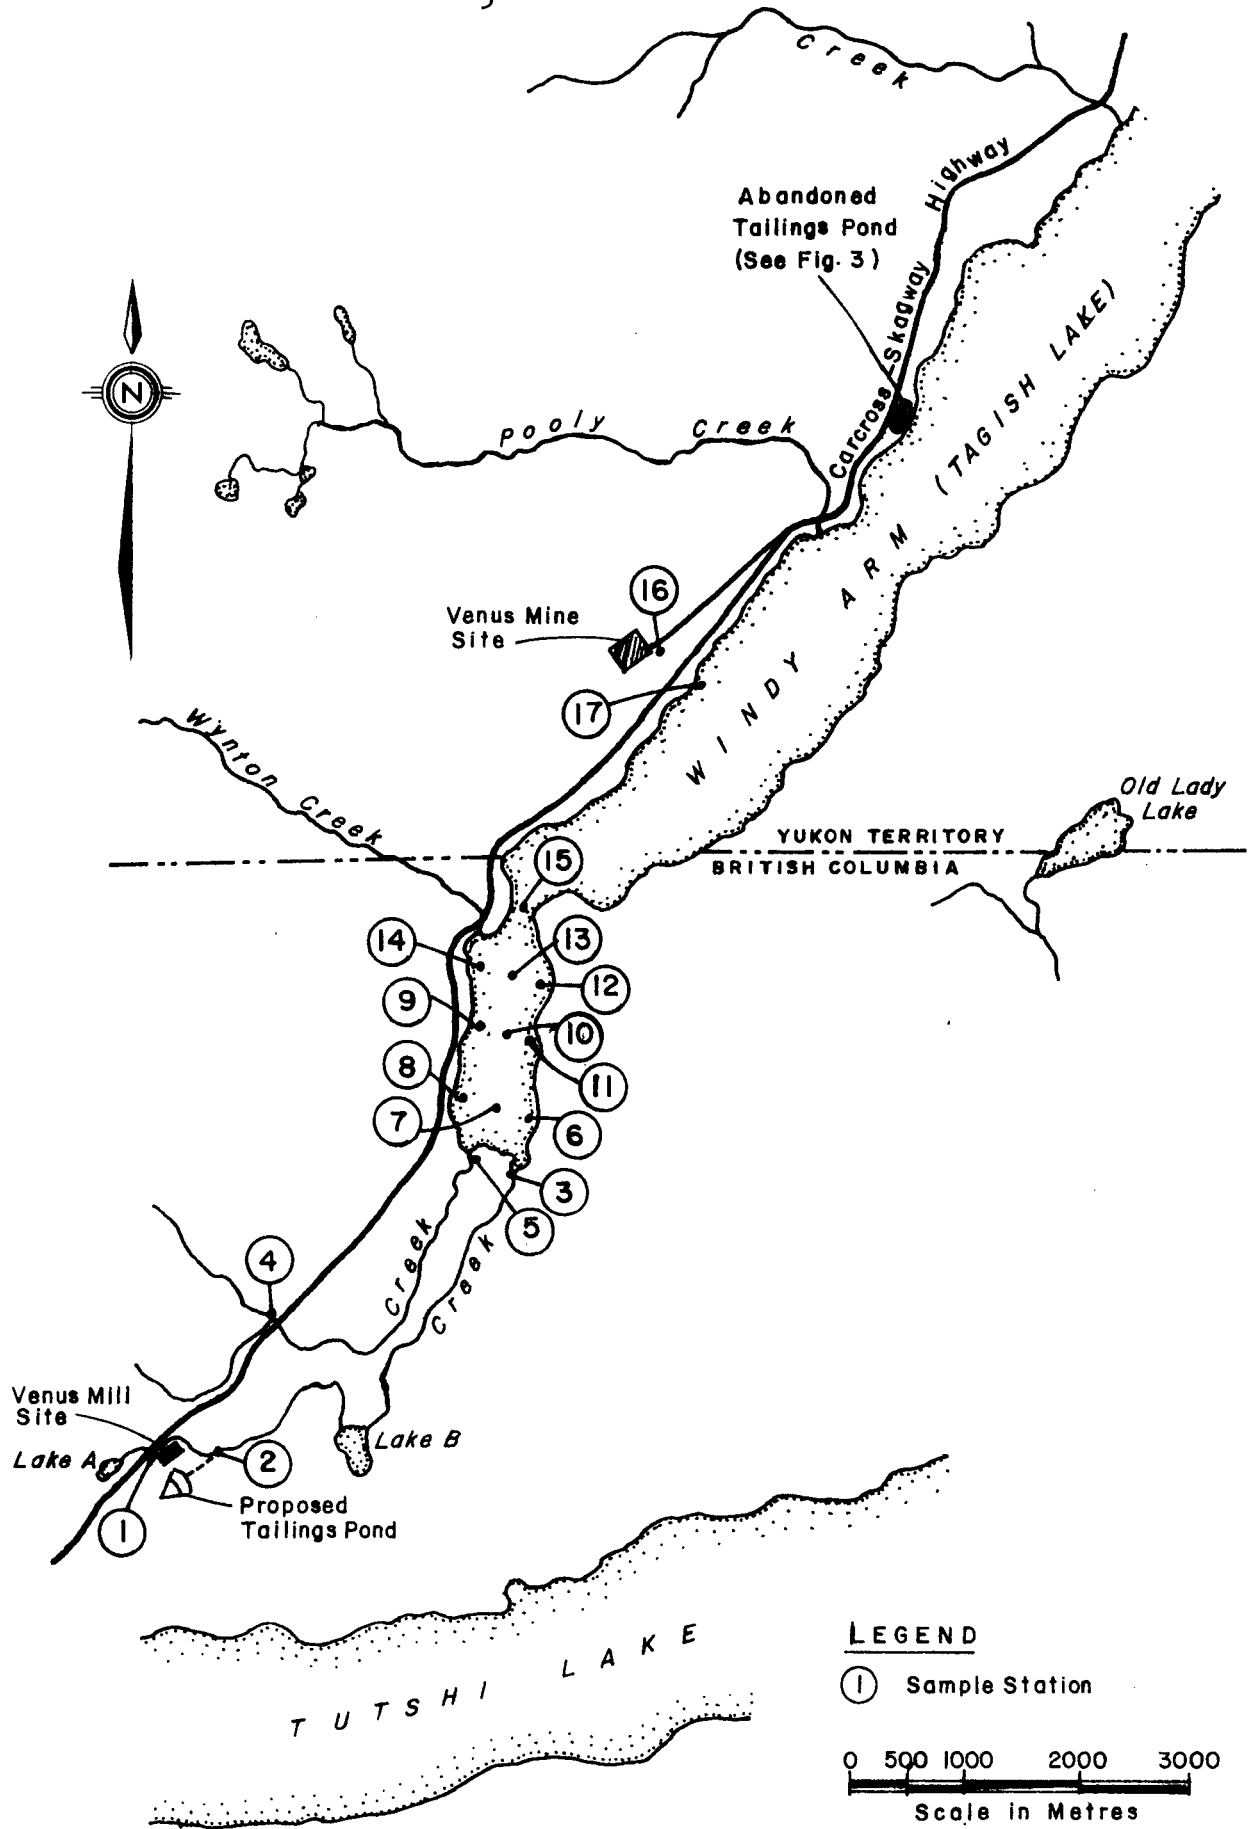 Creek
Highway
Abandoned
Tailings Pond
(See Fig. 3)
Carcross-Skagway
N
Pooly Creek
WINDY ARM (TAGISH LAKE)
16
Venus Mine
Site
17
Wynton Creek
Old Lady
Lake
YUKON TERRITORY
BRITISH COLUMBIA
15
14
13
12
9
10
8
11
7
6
3
5
4
Creek
Creek
Venus Mill
Site
Lake A
Lake B
2
1
Proposed
Tailings Pond
TUTSHI LAKE
LEGEND
1 Sample Station
0 500 1000 2000 3000
Scale in Metres